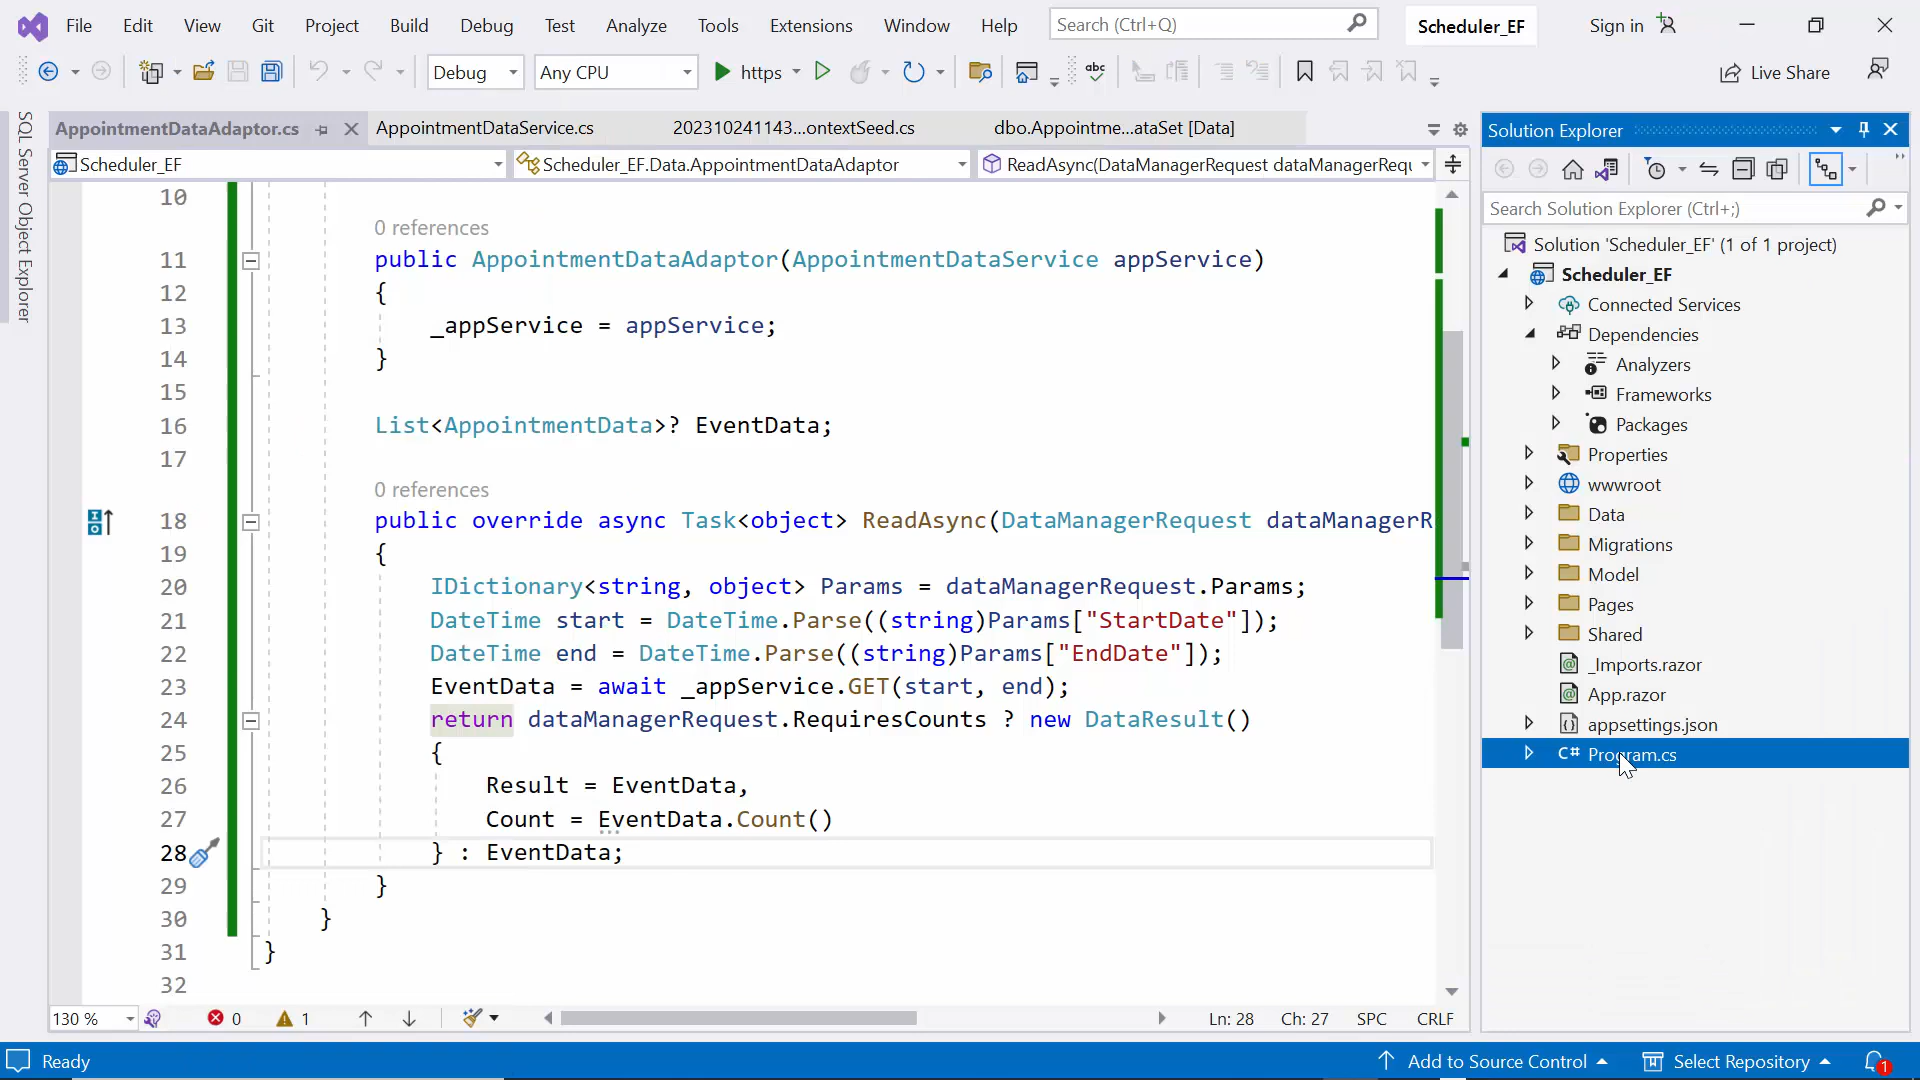 File Edit View Git Project Build Debug Test Analyze Tools Extensions Window Help Search (Ctrl+Q) Scheduler_EF Sign in
Debug Any CPU https abc Live Share
SQL Server Object Explorer
AppointmentDataAdaptor.cs AppointmentDataService.cs 202310241143...ontextSeed.cs dbo.Appointme...ataSet [Data]
Scheduler_EF Scheduler_EF.Data.AppointmentDataAdaptor ReadAsync(DataManagerRequest dataManagerRequ
10
0 references
11 public AppointmentDataAdaptor(AppointmentDataService appService)
12 {
13 _appService = appService;
14 }
15
16 List<AppointmentData>? EventData;
17
0 references
18 public override async Task<object> ReadAsync(DataManagerRequest dataManagerR
19 {
20 IDictionary<string, object> Params = dataManagerRequest.Params;
21 DateTime start = DateTime.Parse((string)Params["StartDate"]);
22 DateTime end = DateTime.Parse((string)Params["EndDate"]);
23 EventData = await _appService.GET(start, end);
24 return dataManagerRequest.RequiresCounts ? new DataResult()
25 {
26 Result = EventData,
27 Count = EventData.Count()
28 } : EventData;
29 }
30 }
31 }
32
130 % 0 1 Ln: 28 Ch: 27 SPC CRLF
Solution Explorer
Search Solution Explorer (Ctrl+;)
Solution 'Scheduler_EF' (1 of 1 project)
Scheduler_EF
Connected Services
Dependencies
Analyzers
Frameworks
Packages
Properties
wwwroot
Data
Migrations
Model
Pages
Shared
_Imports.razor
App.razor
appsettings.json
C# Program.cs
Ready Add to Source Control Select Repository 1